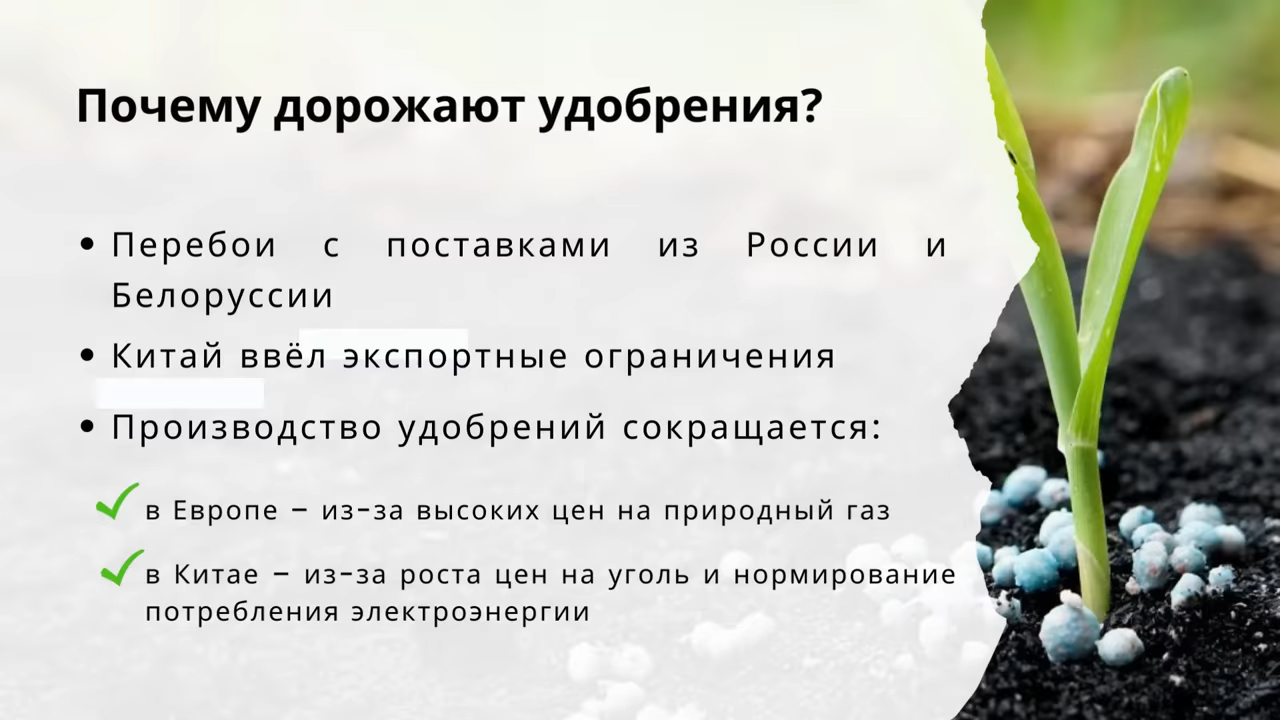 Почему дорожают удобрения?
• Перебои с поставками из России и
Белоруссии
• Китай ввёл экспортные ограничения
• Производство удобрений сокращается:
в Европе – из-за высоких цен на природный газ
в Китае – из-за роста цен на уголь и нормирование
потребления электроэнергии